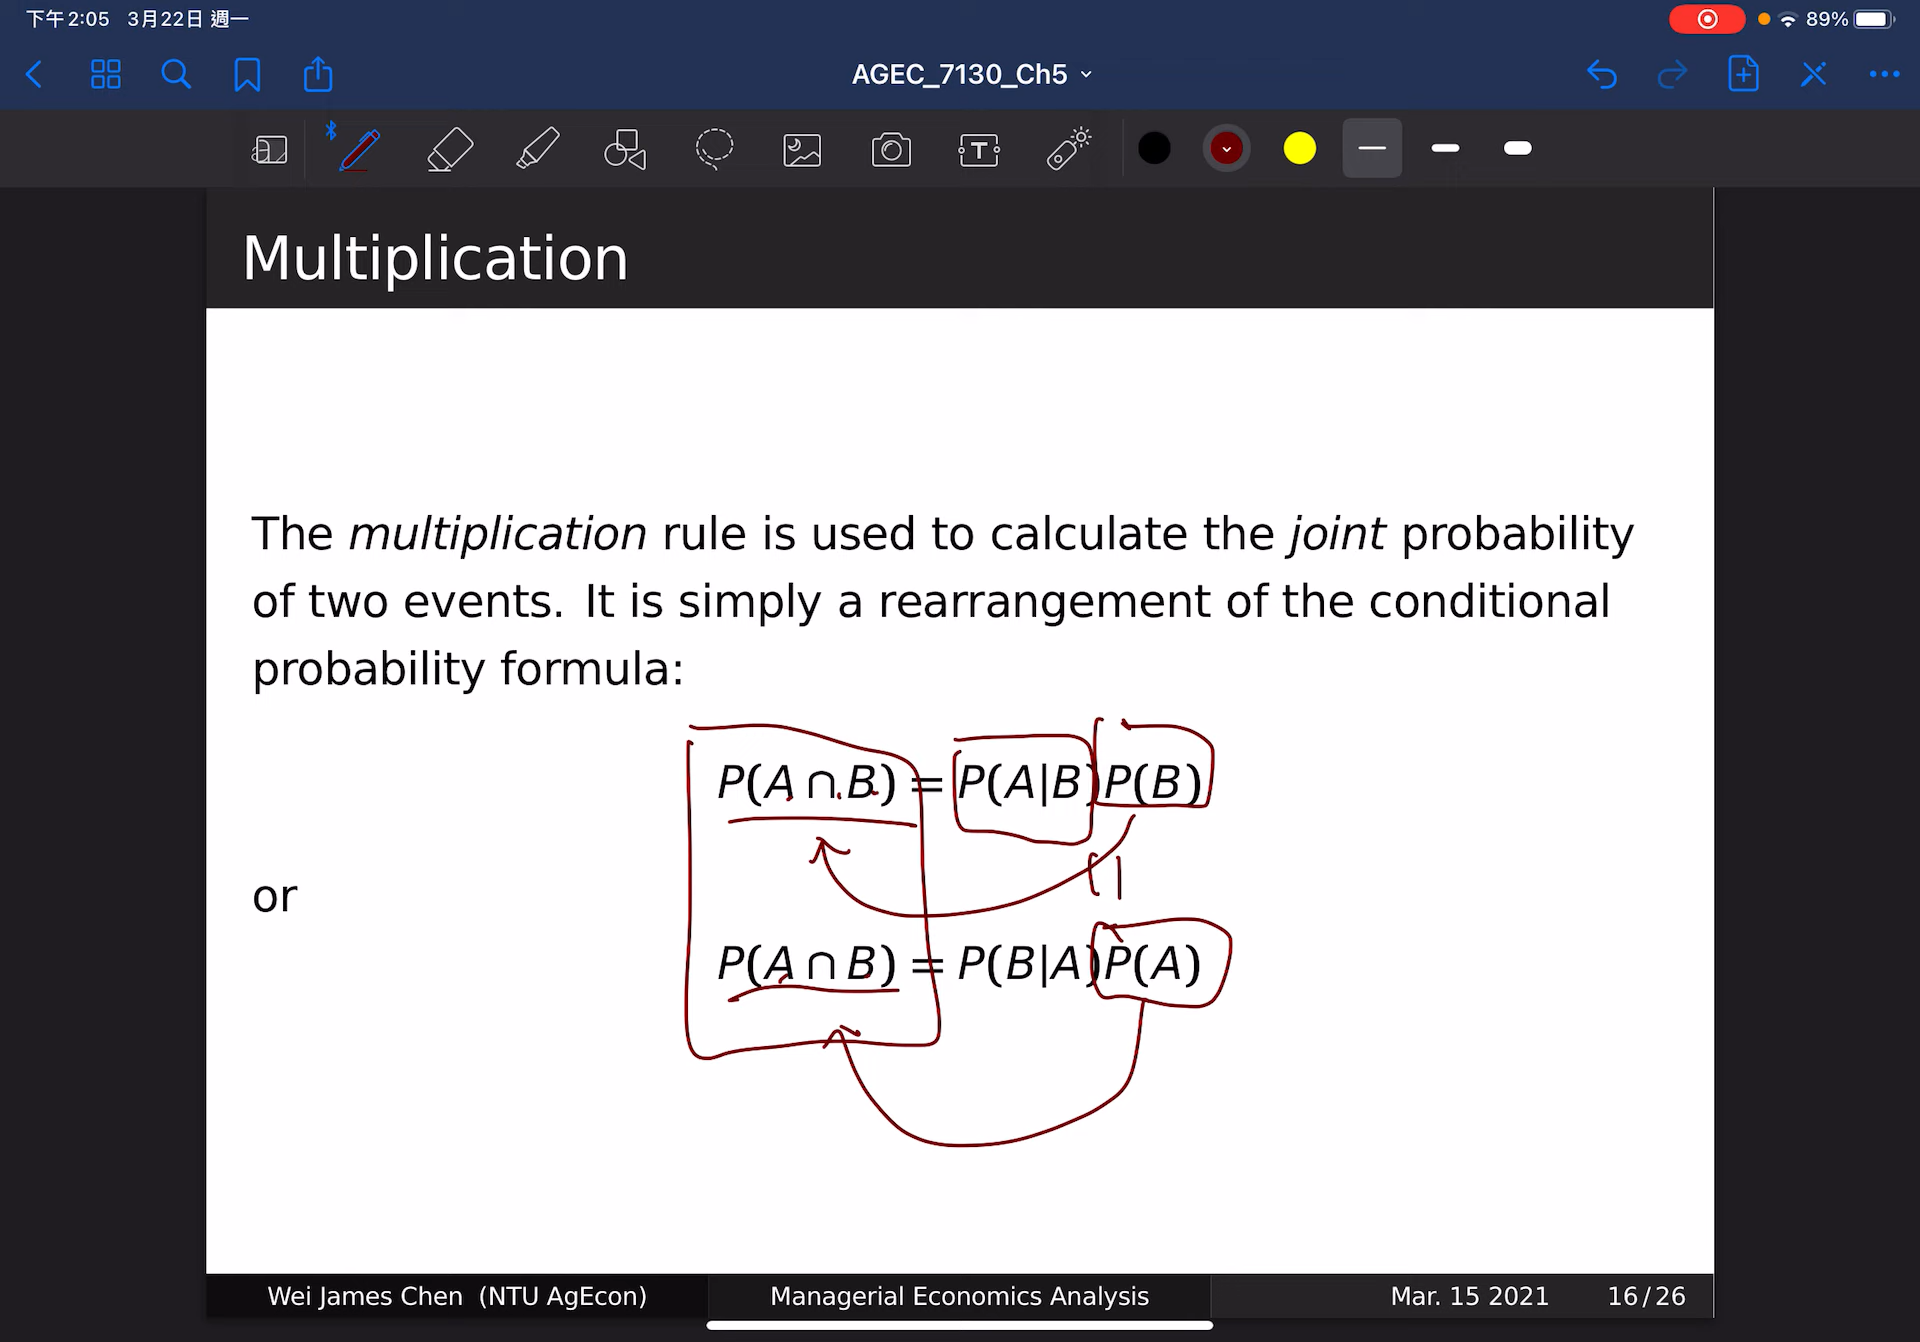 下午2:05 3月22日 週一
89%
AGEC_7130_Ch5
Multiplication
The multiplication rule is used to calculate the joint probability
of two events. It is simply a rearrangement of the conditional
probability formula:
P(A ∩ B) = P(A|B)P(B)
or
P(A ∩ B) = P(B|A)P(A)
Wei James Chen (NTU AgEcon) Managerial Economics Analysis Mar. 15 2021 16/26